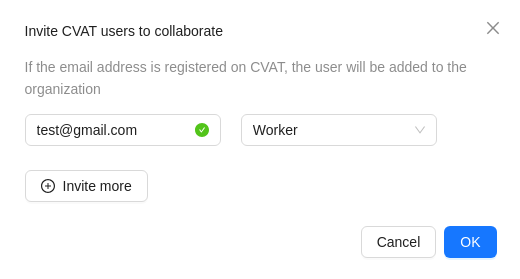 Invite CVAT users to collaborate
If the email address is registered on CVAT, the user will be added to the
organization
test@gmail.com
Worker
Invite more
Cancel
OK